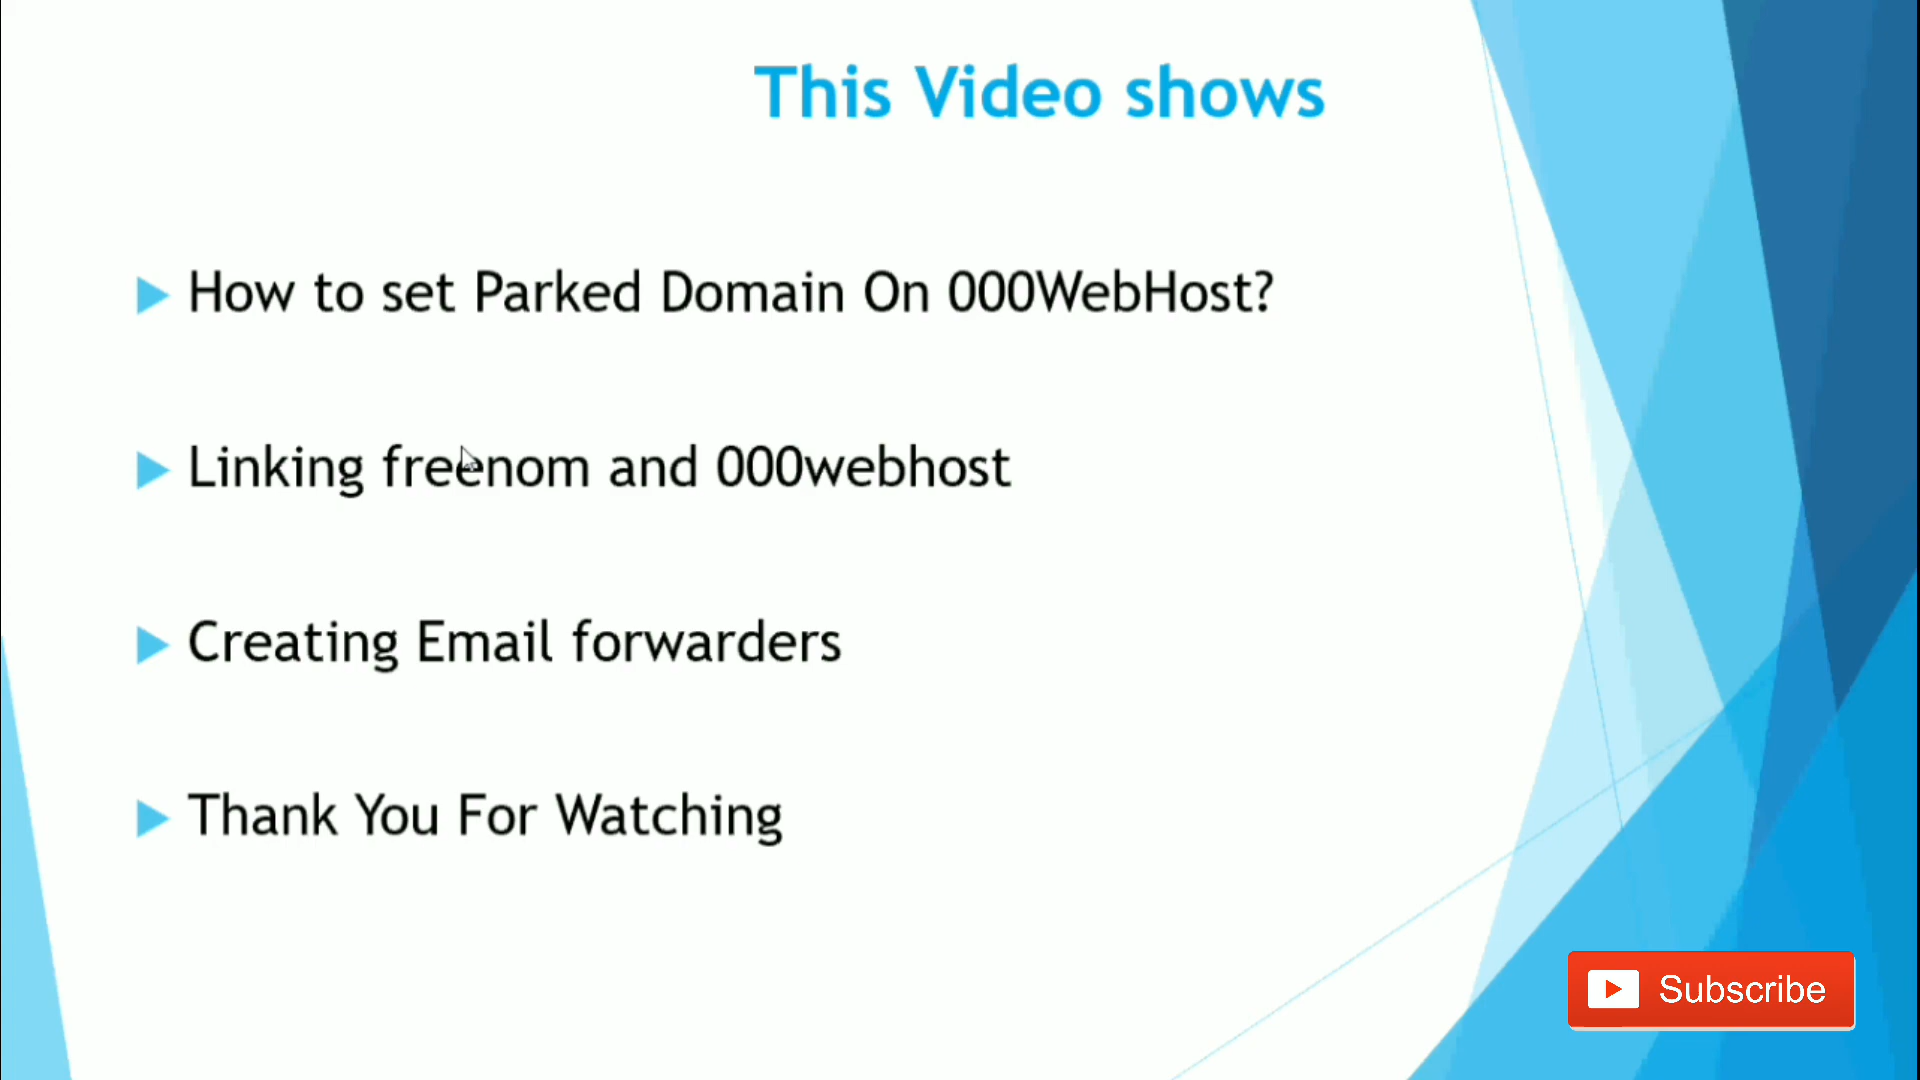 This Video shows
How to set Parked Domain On 000WebHost?
Linking freenom and 000webhost
Creating Email forwarders
Thank You For Watching
Subscribe